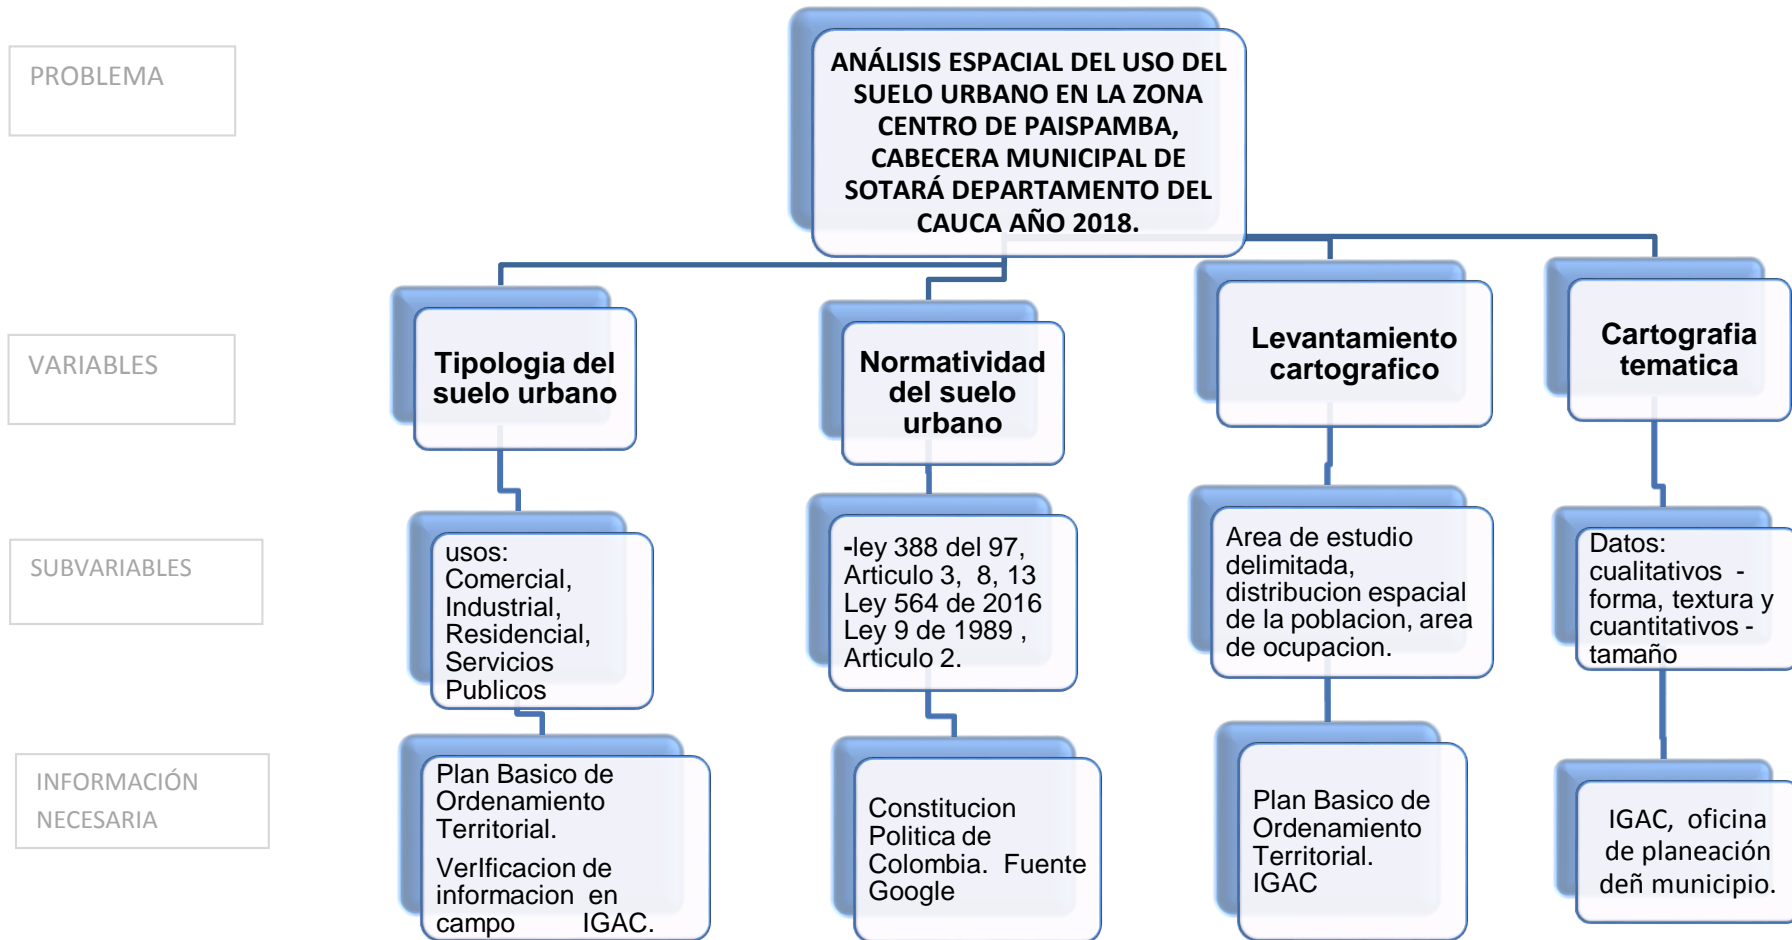 PROBLEMA
ANÁLISIS ESPACIAL DEL USO DEL
SUELO URBANO EN LA ZONA
CENTRO DE PAISPAMBA,
CABECERA MUNICIPAL DE
SOTARÁ DEPARTAMENTO DEL
CAUCA AÑO 2018.
VARIABLES
Tipologia del
suelo urbano
Normatividad
del suelo
urbano
Levantamiento
cartografico
Cartografia
tematica
SUBVARIABLES
usos:
Comercial,
Industrial,
Residencial,
Servicios
Publicos
-ley 388 del 97,
Articulo 3, 8, 13
Ley 564 de 2016
Ley 9 de 1989 ,
Articulo 2.
Area de estudio
delimitada,
distribucion espacial
de la poblacion, area
de ocupacion.
Datos:
cualitativos -
forma, textura y
cuantitativos -
tamaño
INFORMACIÓN
NECESARIA
Plan Basico de
Ordenamiento
Territorial.
VerIficacion de
informacion en
campo IGAC.
Constitucion
Politica de
Colombia. Fuente
Google
Plan Basico de
Ordenamiento
Territorial.
IGAC
IGAC, oficina
de planeación
deñ municipio.